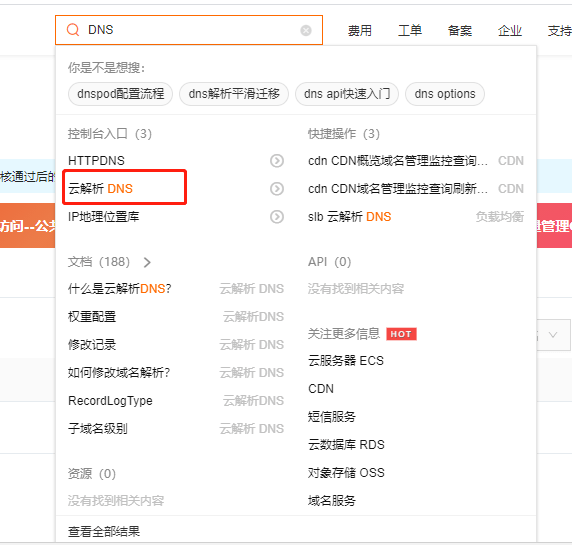 DNS
费用 工单 备案 企业 支持
你是不是想搜:
dnspod配置流程 dns解析平滑迁移 dns api快速入门 dns options
控制台入口（3）
HTTPDNS
云解析 DNS
IP地理位置库
快捷操作（3）
cdn CDN概览域名管理监控查询... CDN
cdn CDN域名管理监控查询刷新... CDN
slb 云解析 DNS 负载均衡
核通过后的
访问--公共
量管理
文档（188）
什么是云解析DNS? 云解析 DNS
权重配置 云解析DNS
修改记录 云解析 DNS
如何修改域名解析? 云解析 DNS
RecordLogType 云解析DNS
子域名级别 云解析 DNS
API（0）
没有找到相关内容
关注更多信息 HOT
云服务器 ECS
CDN
短信服务
云数据库 RDS
对象存储 OSS
域名服务
资源（0）
没有找到相关内容
查看全部结果